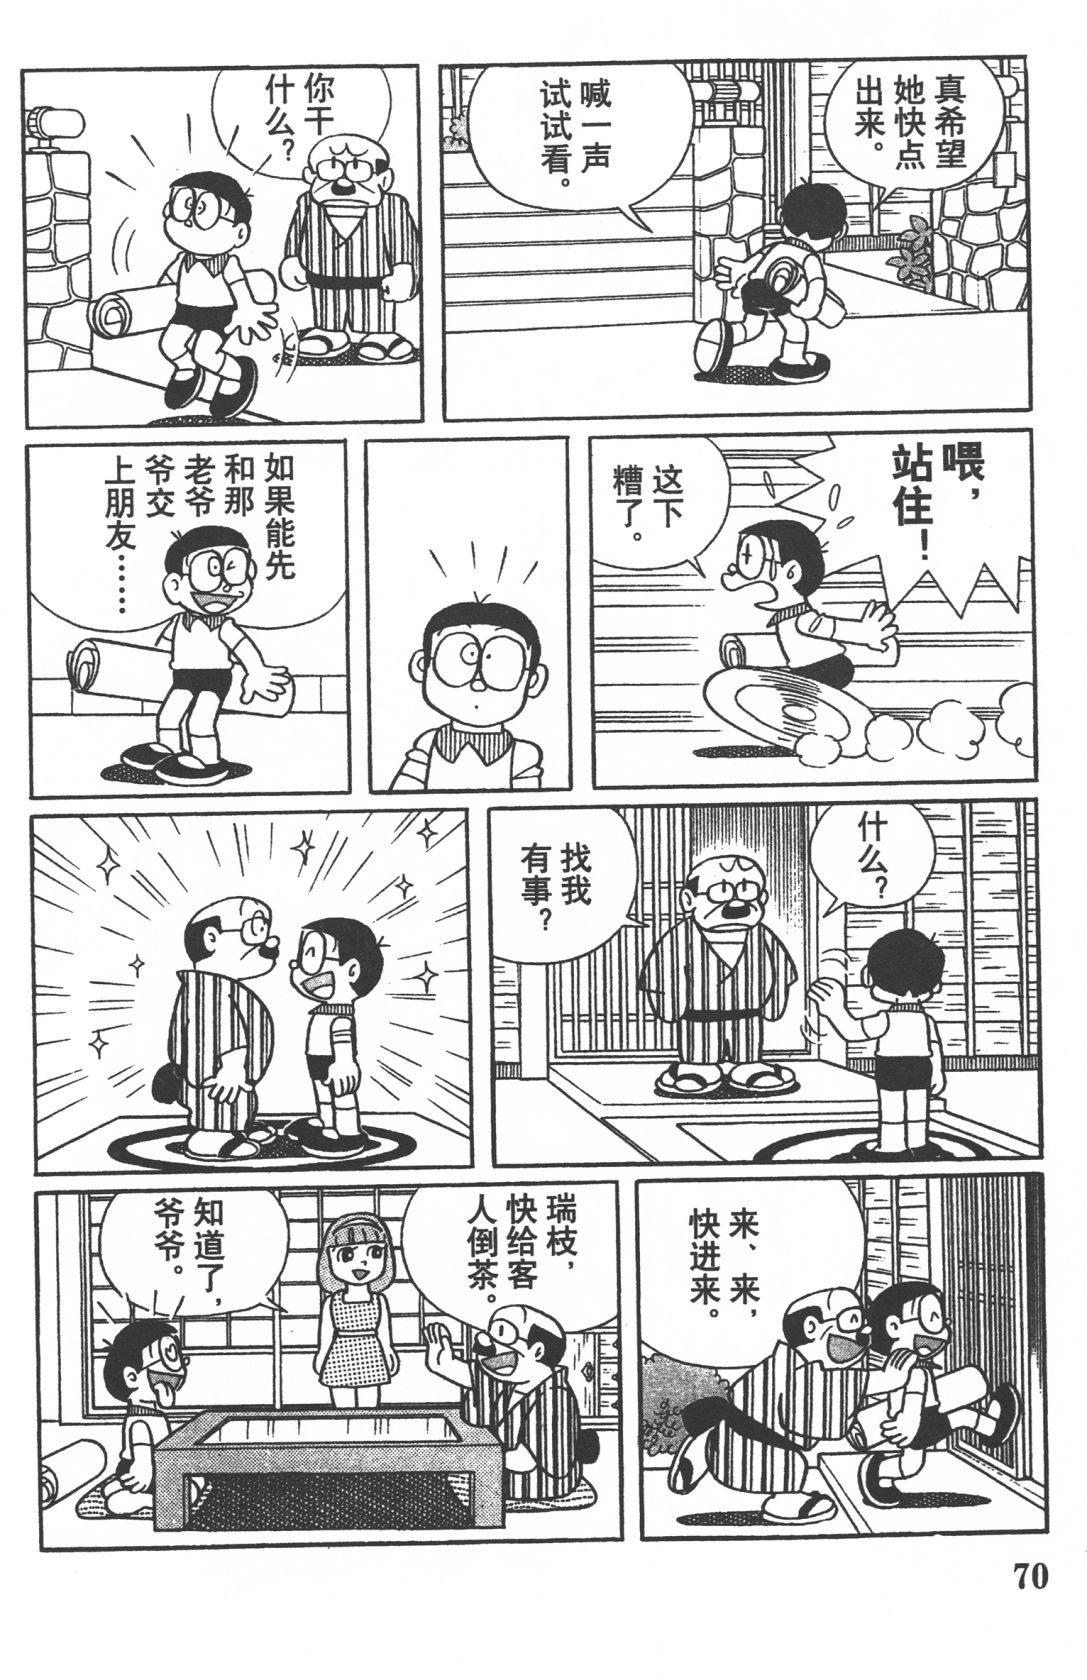 真希望
她快点
出来。
喊一声
试试看。
你干
什么?
喂，
站住！
这下
糟了。
如果能先
和那
老爷
爷交
上朋友……
什么?
找我
有事?
来、来，
快进来。
瑞枝，
快给客
人倒茶。
知道了，
爷爷。
70